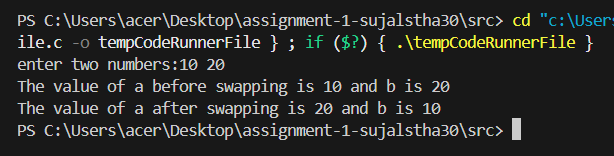 PS C:\Users\acer\Desktop\assignment-1-sujalstha30\src> cd "c:\Users
ile.c -o tempCodeRunnerFile } ; if ($?) { .\tempCodeRunnerFile }
enter two numbers:10 20
The value of a before swapping is 10 and b is 20
The value of a after swapping is 20 and b is 10
PS C:\Users\acer\Desktop\assignment-1-sujalstha30\src>